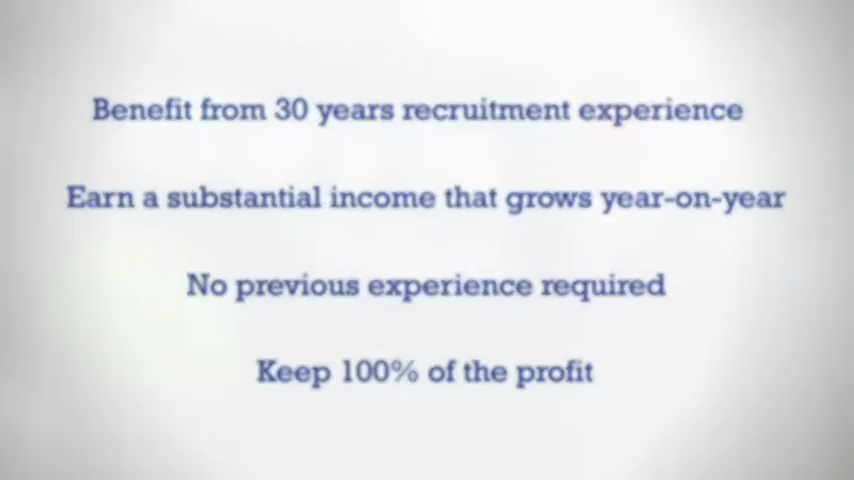 Benefit from 30 years recruitment experience
Earn a substantial income that grows year-on-year
No previous experience required
Keep 100% of the profit